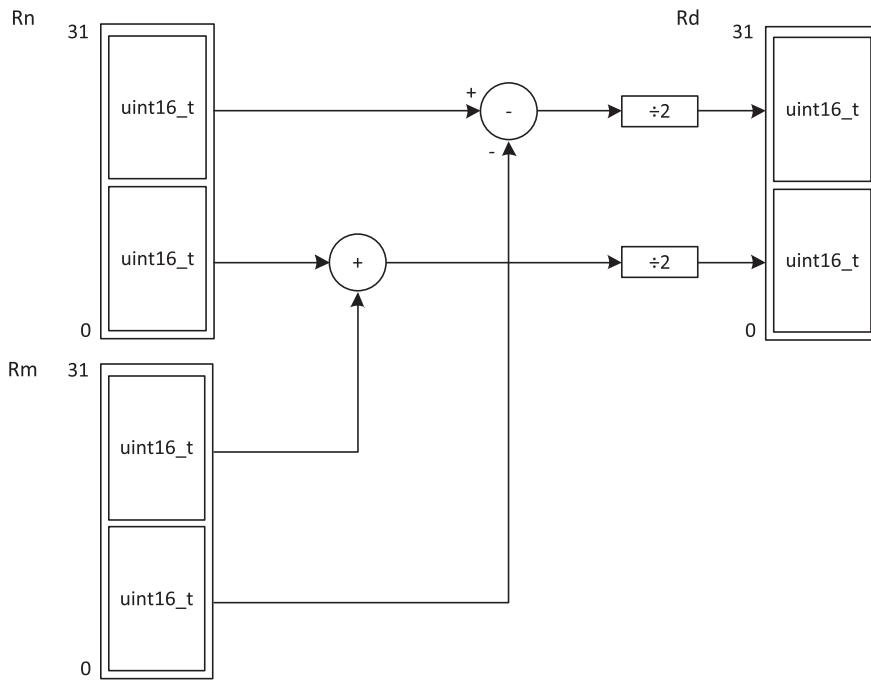 Rn
31
uint16_t
uint16_t
0
Rm
31
uint16_t
uint16_t
0
+
-
-
+
÷2
÷2
Rd
31
uint16_t
uint16_t
0